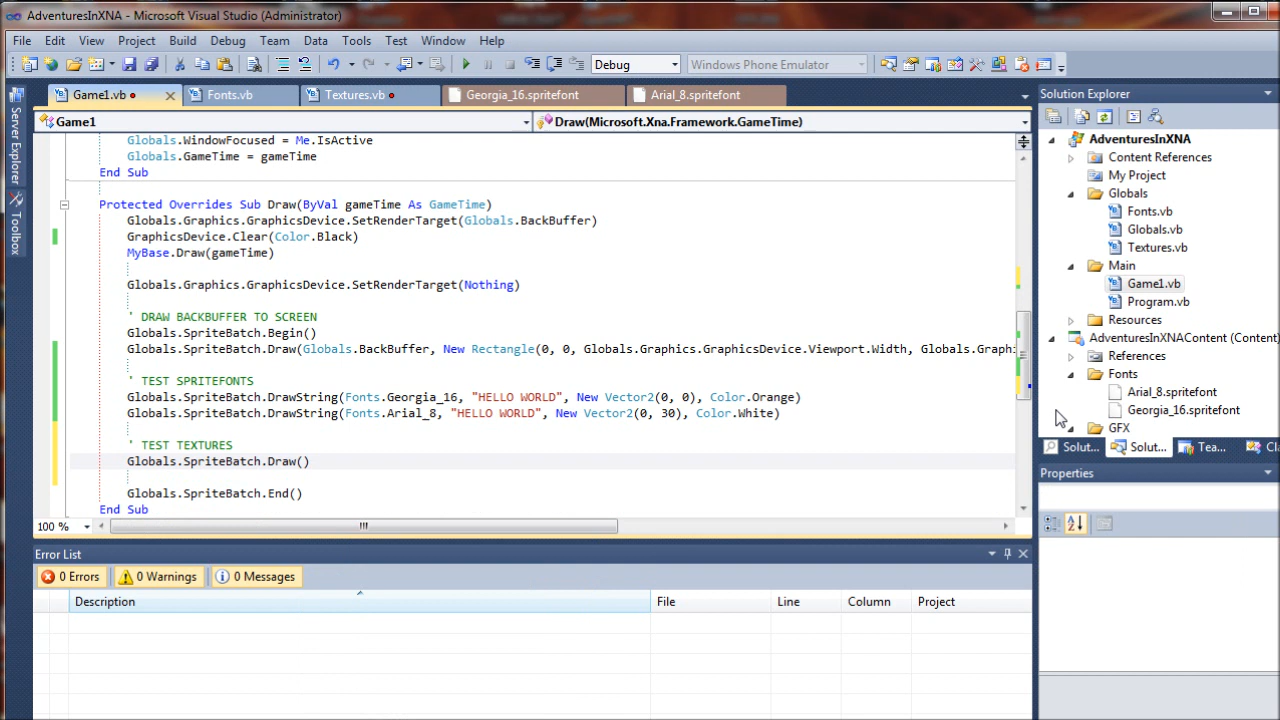 AdventuresInXNA - Microsoft Visual Studio (Administrator)
File Edit View Project Build Debug Team Data Tools Test Window Help
Debug Windows Phone Emulator
Game1.vb Fonts.vb Textures.vb Georgia_16.spritefont Arial_8.spritefont
Game1 Draw(Microsoft.Xna.Framework.GameTime)
Globals.WindowFocused = Me.IsActive
Globals.GameTime = gameTime
End Sub
Protected Overrides Sub Draw(ByVal gameTime As GameTime)
Globals.Graphics.GraphicsDevice.SetRenderTarget(Globals.BackBuffer)
GraphicsDevice.Clear(Color.Black)
MyBase.Draw(gameTime)
Globals.Graphics.GraphicsDevice.SetRenderTarget(Nothing)
' DRAW BACKBUFFER TO SCREEN
Globals.SpriteBatch.Begin()
Globals.SpriteBatch.Draw(Globals.BackBuffer, New Rectangle(0, 0, Globals.Graphics.GraphicsDevice.Viewport.Width, Globals.Graph
' TEST SPRITEFONTS
Globals.SpriteBatch.DrawString(Fonts.Georgia_16, "HELLO WORLD", New Vector2(0, 0), Color.Orange)
Globals.SpriteBatch.DrawString(Fonts.Arial_8, "HELLO WORLD", New Vector2(0, 30), Color.White)
' TEST TEXTURES
Globals.SpriteBatch.Draw()
Globals.SpriteBatch.End()
End Sub
100 %
Error List
0 Errors 0 Warnings 0 Messages
Description File Line Column Project
Server Explorer
Toolbox
Solution Explorer
AdventuresInXNA
Content References
My Project
Globals
Fonts.vb
Globals.vb
Textures.vb
Main
Game1.vb
Program.vb
Resources
AdventuresInXNAContent (Content)
References
Fonts
Arial_8.spritefont
Georgia_16.spritefont
GFX
Solut... Solut... Tea... Cl
Properties